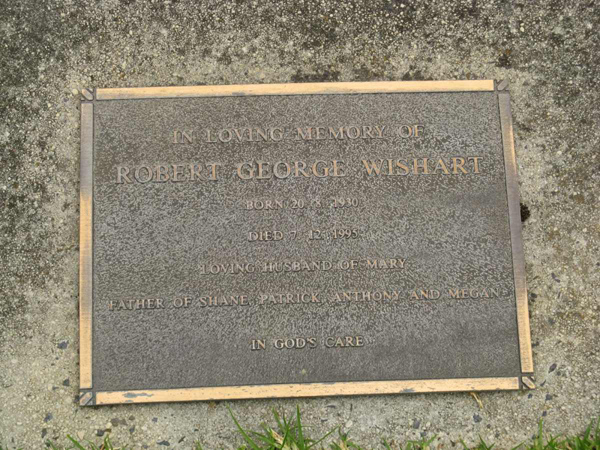 IN LOVING MEMORY OF
ROBERT GEORGE WISHART
BORN 20. 8. 1930
DIED 7. 12. 1995
LOVING HUSBAND OF MARY
FATHER OF SHANE, PATRICK, ANTHONY AND MEGAN
IN GOD'S CARE